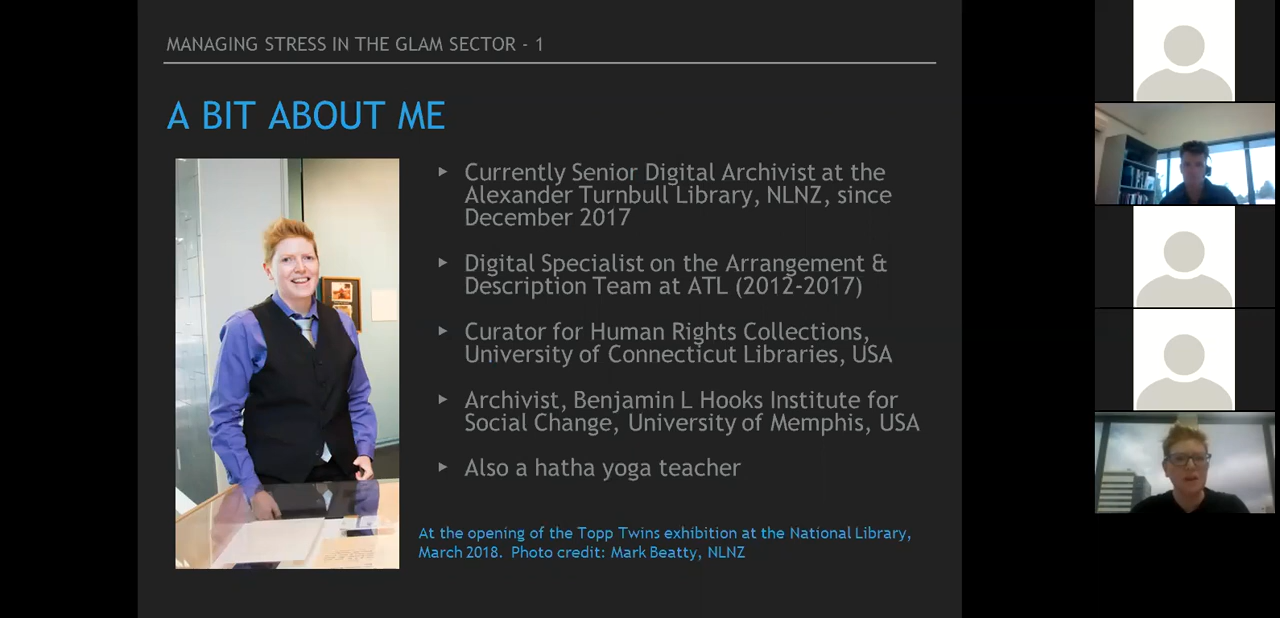 MANAGING STRESS IN THE GLAM SECTOR - 1
A BIT ABOUT ME
Currently Senior Digital Archivist at the
Alexander Turnbull Library, NLNZ, since
December 2017
Digital Specialist on the Arrangement &
Description Team at ATL (2012-2017)
Curator for Human Rights Collections,
University of Connecticut Libraries, USA
Archivist, Benjamin L Hooks Institute for
Social Change, University of Memphis, USA
Also a hatha yoga teacher
At the opening of the Topp Twins exhibition at the National Library,
March 2018. Photo credit: Mark Beatty, NLNZ